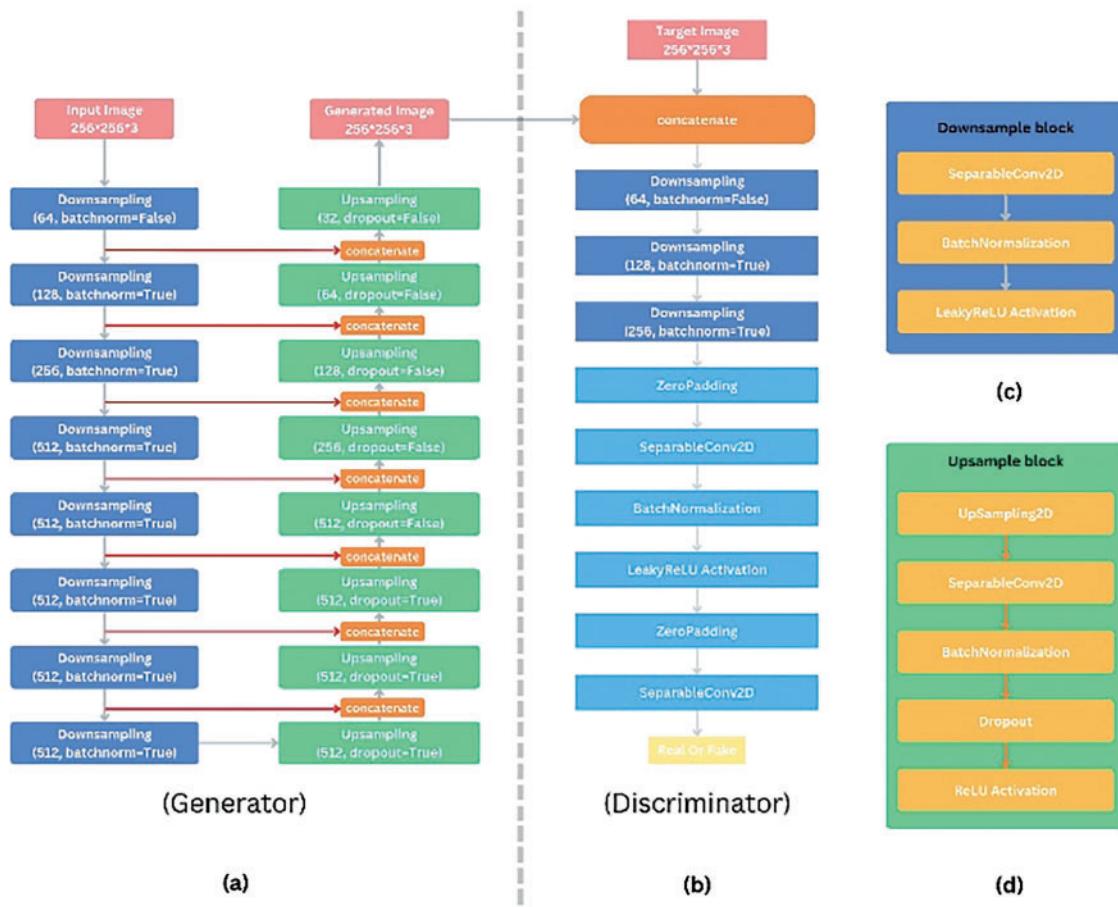 Input Image
256*256*3
Downsampling
(64, batchnorm=False)
Downsampling
(128, batchnorm=True)
Downsampling
(256, batchnorm=True)
Downsampling
(512, batchnorm=True)
Downsampling
(512, batchnorm=True)
Downsampling
(512, batchnorm=True)
Downsampling
(512, batchnorm=True)
Downsampling
(512, batchnorm=True)
Generated Image
256*256*3
Upsampling
(32, dropout=False)
concatenate
Upsampling
(64, dropout=False)
concatenate
Upsampling
(128, dropout=False)
concatenate
Upsampling
(256, dropout=False)
concatenate
Upsampling
(512, dropout=False)
concatenate
Upsampling
(512, dropout=True)
concatenate
Upsampling
(512, dropout=True)
concatenate
Upsampling
(512, dropout=True)
(Generator)
(a)
Target Image
256*256*3
concatenate
Downsampling
(64, batchnorm=False)
Downsampling
(128, batchnorm=True)
Downsampling
(256, batchnorm=True)
ZeroPadding
SeparableConv2D
BatchNormalization
LeakyReLU Activation
ZeroPadding
SeparableConv2D
Real Or Fake
(Discriminator)
(b)
Downsample block
SeparableConv2D
BatchNormalization
LeakyReLU Activation
(c)
Upsample block
UpSampling2D
SeparableConv2D
BatchNormalization
Dropout
ReLU Activation
(d)